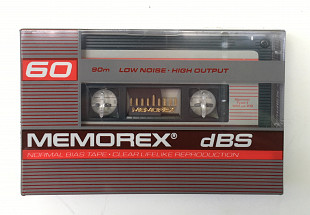 60
90m LOW NOISE · HIGH OUTPUT
MEMOREX
MEMOREX® dBS
NORMAL BIAS TAPE · CLEAR LIFELIKE REPRODUCTION